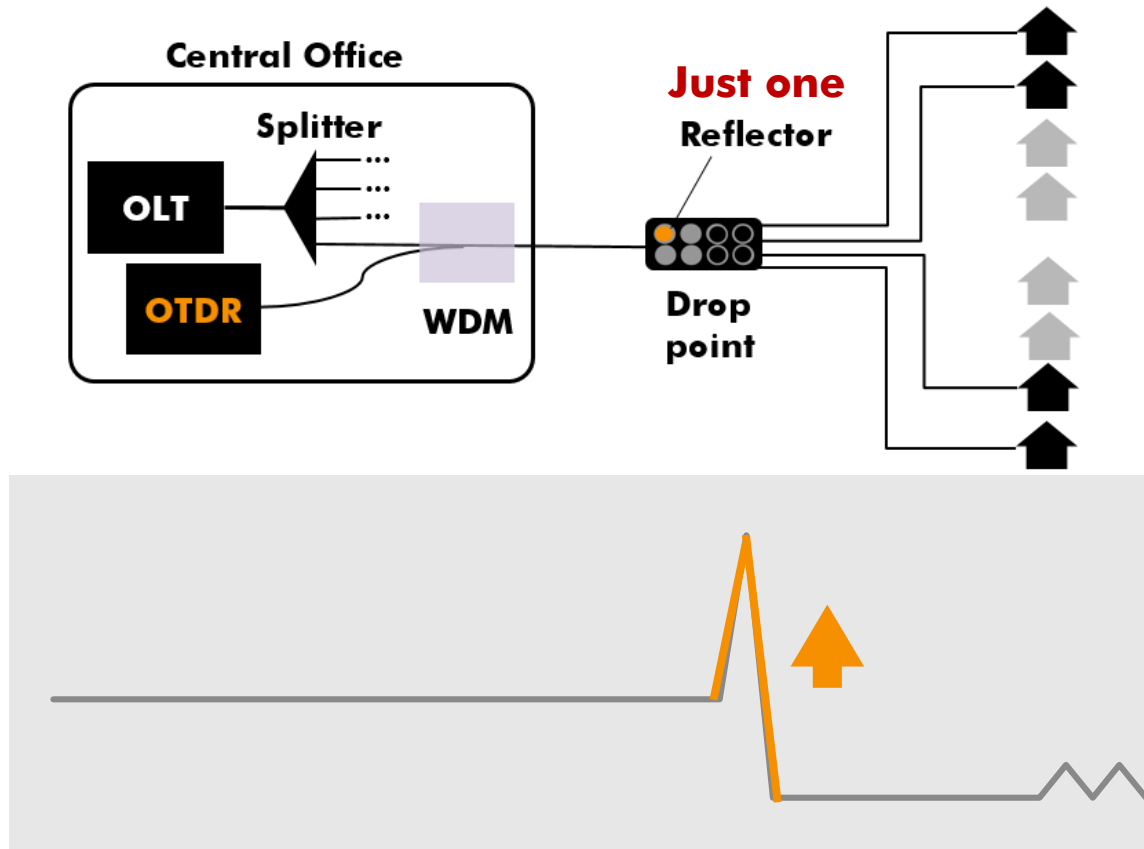 Central Office
Just one
Reflector
Splitter
...
...
...
OLT
OTDR
WDM
Drop
point